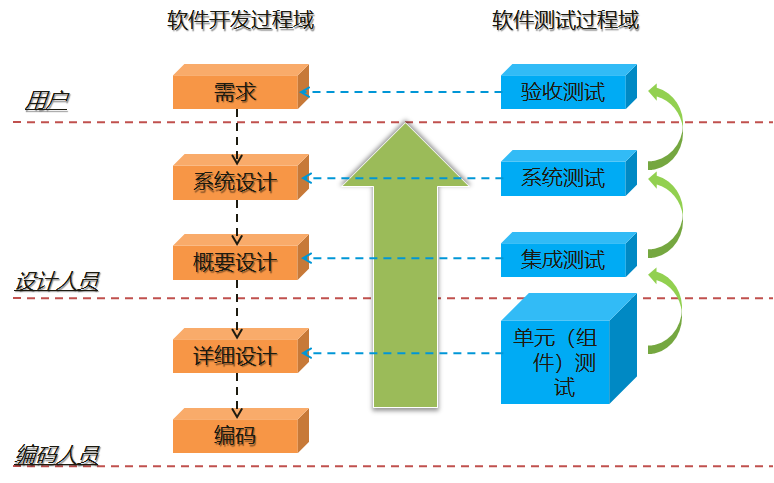 软件开发过程域
软件测试过程域
用户
需求
验收测试
系统设计
系统测试
概要设计
集成测试
设计人员
详细设计
单元（组
件）测
试
编码
编码人员